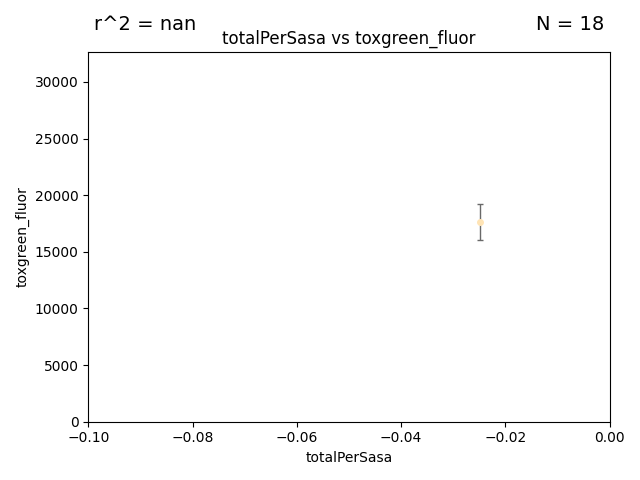 r^2 = nan
N = 18
totalPerSasa vs toxgreen_fluor
30000
25000
20000
15000
10000
5000
0
toxgreen_fluor
−0.10 −0.08 −0.06 −0.04 −0.02 0.00
totalPerSasa